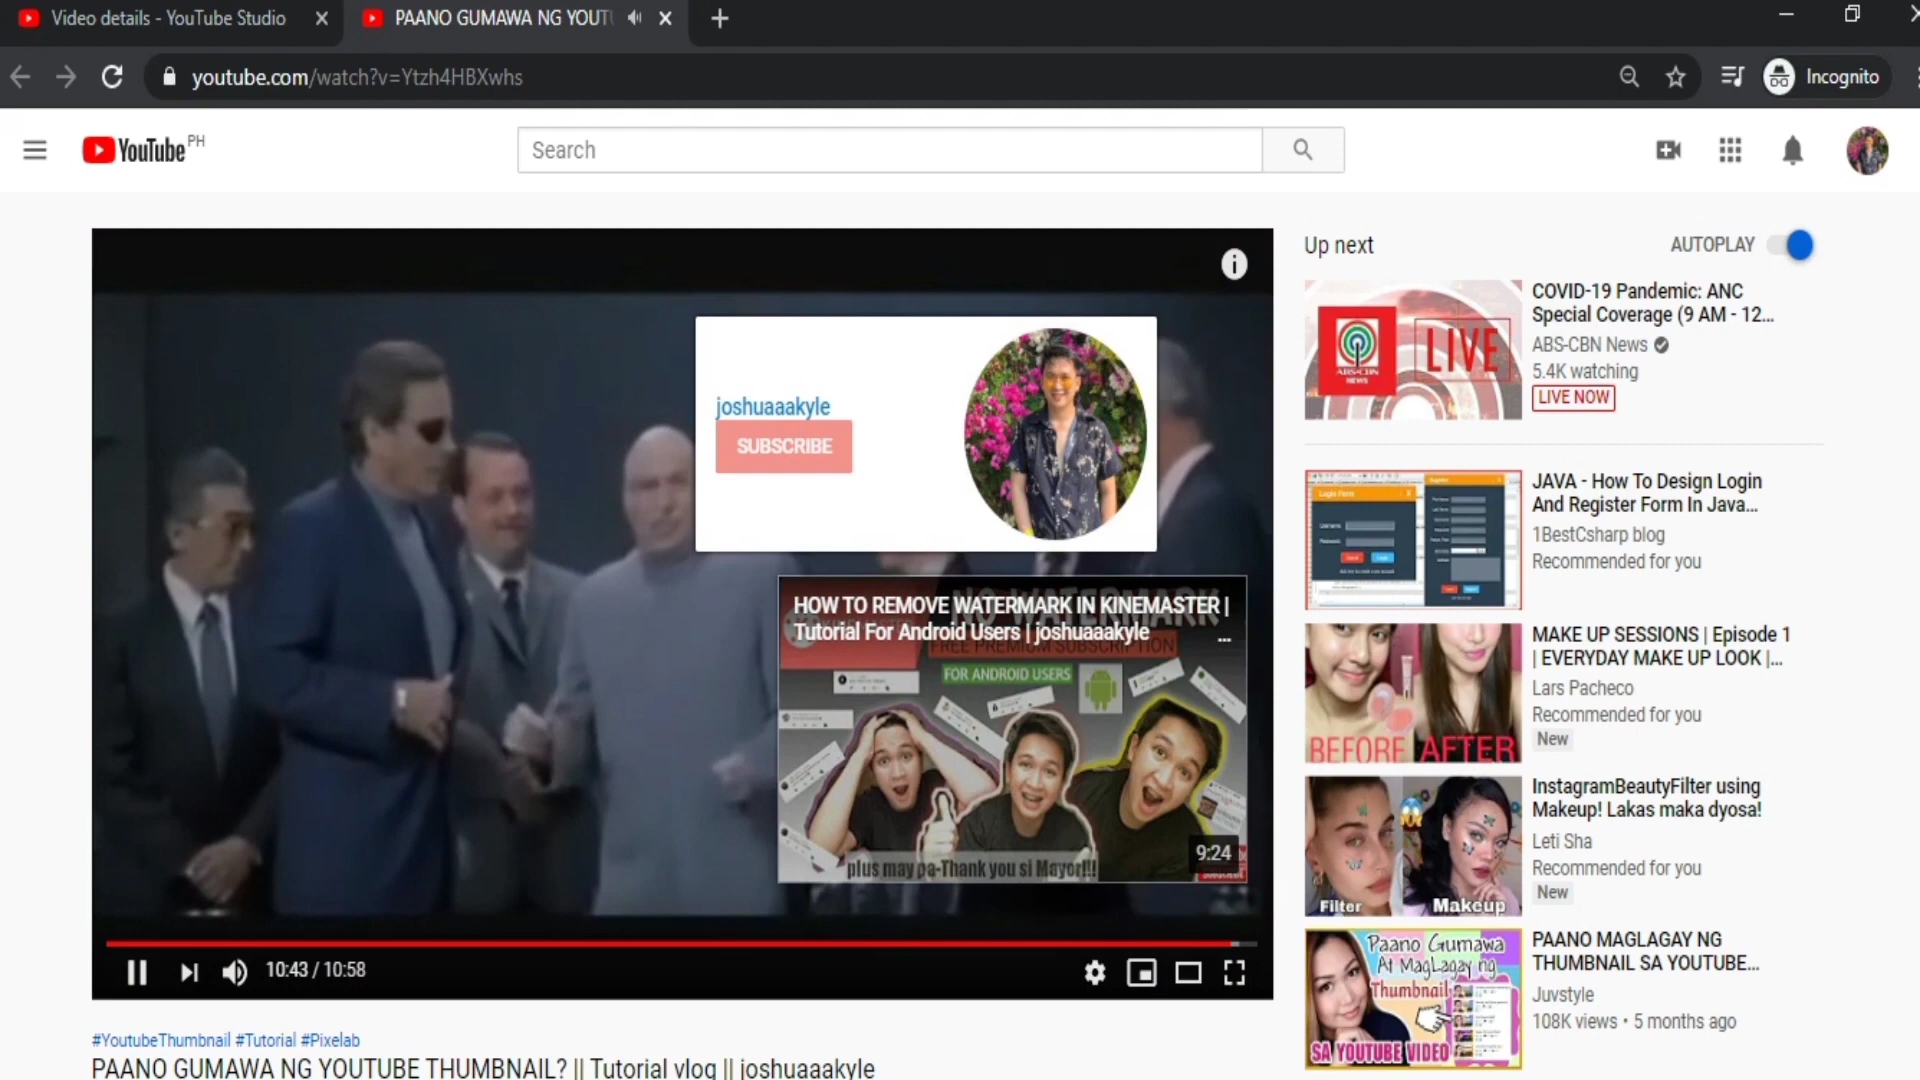 Video details - YouTube Studio
PAANO GUMAWA NG YOUT
youtube.com/watch?v=Ytzh4HBXwhs
Incognito
YouTube PH
Search
joshuaaakyle
SUBSCRIBE
HOW TO REMOVE WATERMARK IN KINEMASTER |
Tutorial For Android Users | joshuaaakyle
...
FREE PREMIUM SUBSCRIPTION
FOR ANDROID USERS
plus may pa-Thank you si Mayor!!!
9:24
10:43 / 10:58
#YoutubeThumbnail #Tutorial #Pixelab
PAANO GUMAWA NG YOUTUBE THUMBNAIL? || Tutorial vlog || joshuaaakyle
Up next
AUTOPLAY
ABS-CBN
NEWS
LIVE
COVID-19 Pandemic: ANC
Special Coverage (9 AM - 12...
ABS-CBN News
5.4K watching
LIVE NOW
Login Form
JAVA - How To Design Login
And Register Form In Java...
1BestCsharp blog
Recommended for you
BEFORE AFTER
MAKE UP SESSIONS | Episode 1
| EVERYDAY MAKE UP LOOK |...
Lars Pacheco
Recommended for you
New
Filter
Makeup
InstagramBeautyFilter using
Makeup! Lakas maka dyosa!
Leti Sha
Recommended for you
New
Paano Gumawa
At MagLagay ng
Thumbnail
SA YOUTUBE VIDEO
PAANO MAGLAGAY NG
THUMBNAIL SA YOUTUBE...
Juvstyle
108K views • 5 months ago